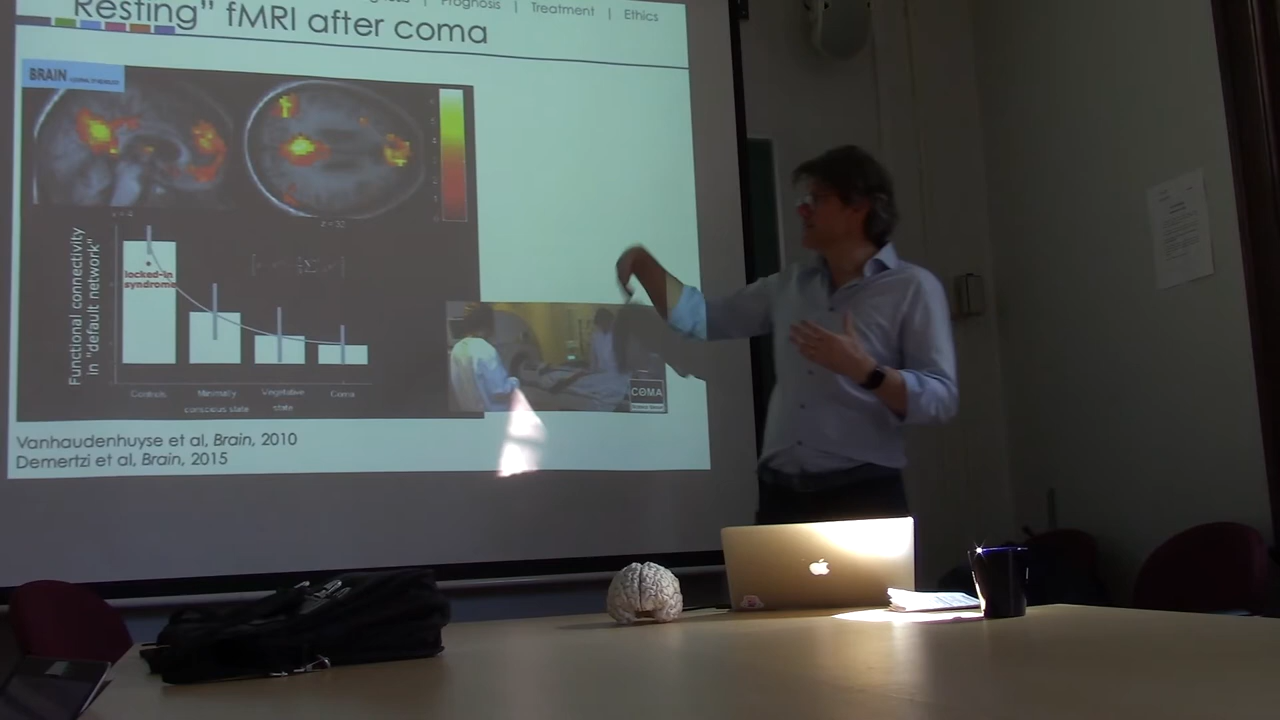 Prognosis | Treatment | Ethics
Resting” fMRI after coma
BRAIN
Functional connectivity
in "default network"
locked-in
syndrome
Controls
Minimally
conscious state
Vegetative
state
Coma
COMA
Vanhaudenhuyse et al, Brain, 2010
Demertzi et al, Brain, 2015